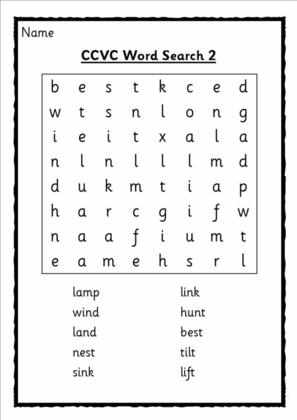 Name
CCVC Word Search 2
b e s t k c e d
w t s n l o n g
i e i t x a l a
n l n l l l m d
d u k m t i a p
h a r c g i f w
n a a f i u m t
e a m e h s r l
lamp link
wind hunt
land best
nest tilt
sink lift